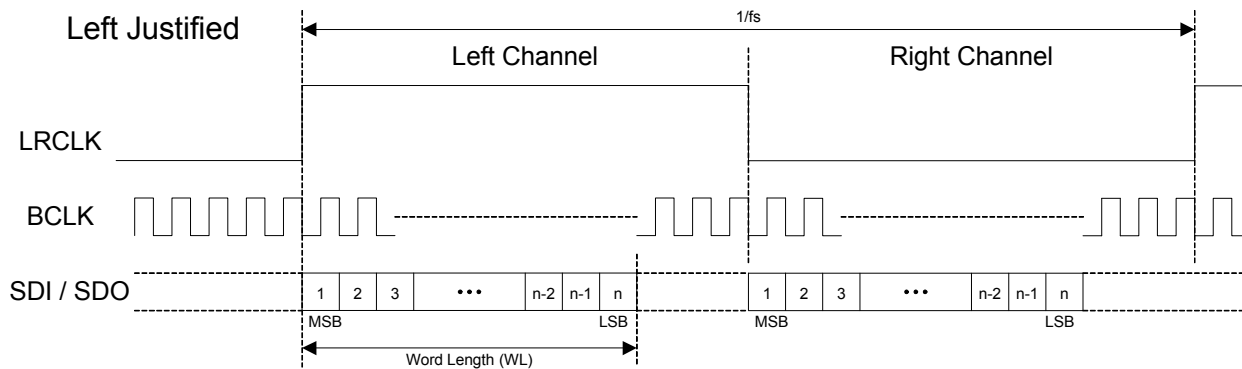 Left Justified
1/fs
Left Channel Right Channel
LRCLK
BCLK
SDI / SDO
1 2 3 ••• n-2 n-1 n 1 2 3 ••• n-2 n-1 n
MSB LSB MSB LSB
Word Length (WL)